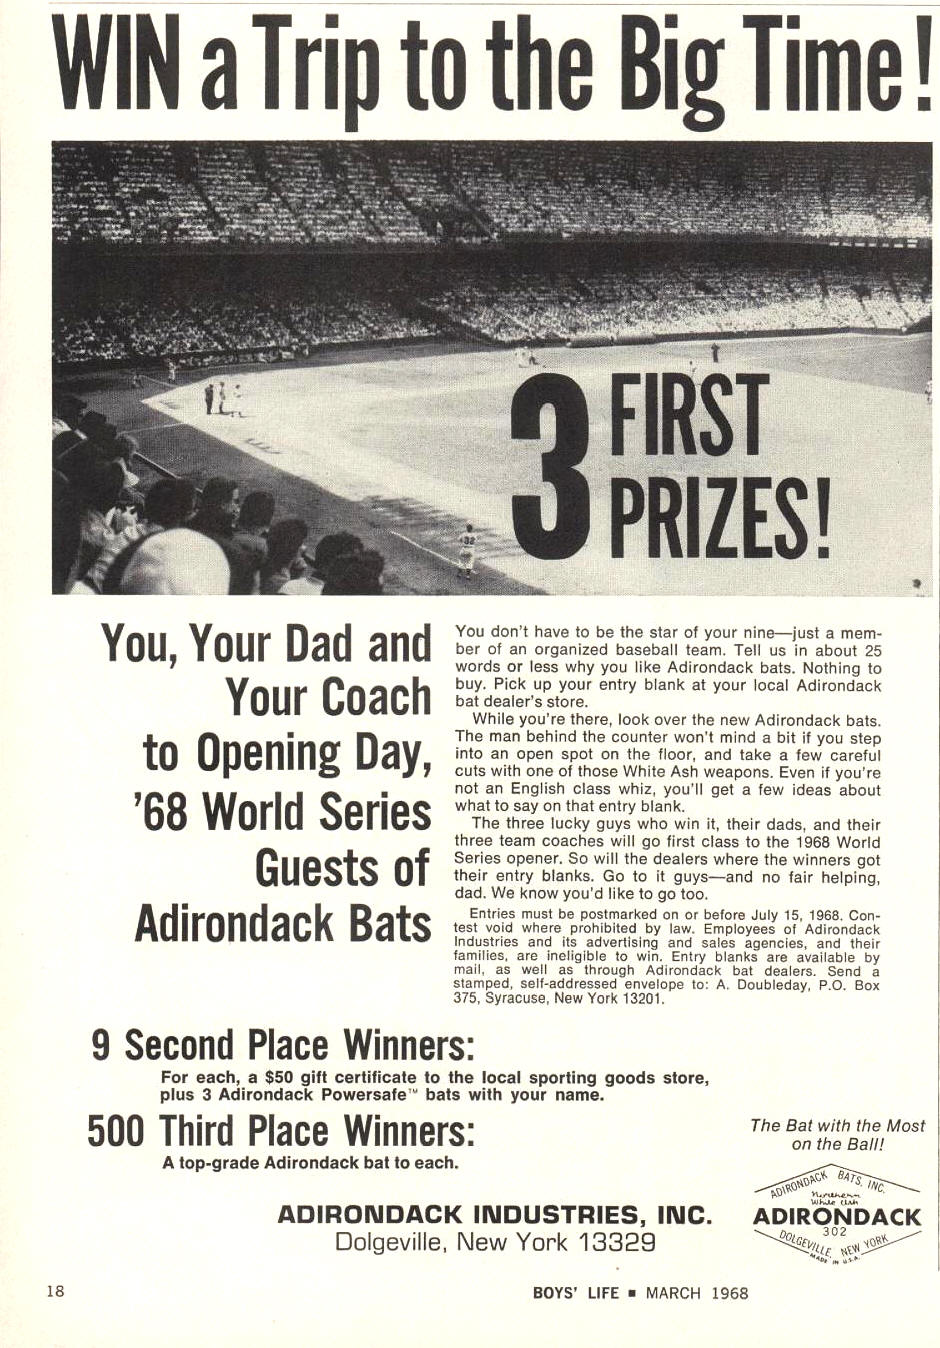 WIN a Trip to the Big Time!
3 FIRST
PRIZES!
32
You, Your Dad and
Your Coach
to Opening Day,
'68 World Series
Guests of
Adirondack Bats
You don't have to be the star of your nine—just a mem-
ber of an organized baseball team. Tell us in about 25
words or less why you like Adirondack bats. Nothing to
buy. Pick up your entry blank at your local Adirondack
bat dealer's store.
While you're there, look over the new Adirondack bats.
The man behind the counter won't mind a bit if you step
into an open spot on the floor, and take a few careful
cuts with one of those White Ash weapons. Even if you're
not an English class whiz, you'll get a few ideas about
what to say on that entry blank.
The three lucky guys who win it, their dads, and their
three team coaches will go first class to the 1968 World
Series opener. So will the dealers where the winners got
their entry blanks. Go to it guys—and no fair helping,
dad. We know you'd like to go too.
Entries must be postmarked on or before July 15, 1968. Con-
test void where prohibited by law. Employees of Adirondack
Industries and its advertising and sales agencies, and their
families, are ineligible to win. Entry blanks are available by
mail, as well as through Adirondack bat dealers. Send a
stamped, self-addressed envelope to: A. Doubleday, P.O. Box
375, Syracuse, New York 13201.
9 Second Place Winners:
For each, a $50 gift certificate to the local sporting goods store,
plus 3 Adirondack Powersafe™ bats with your name.
500 Third Place Winners:
A top-grade Adirondack bat to each.
The Bat with the Most
on the Ball!
ADIRONDACK BATS, INC.
Northern
White Ash
ADIRONDACK
302
DOLGEVILLE, NEW YORK
MADE IN U.S.A.
ADIRONDACK INDUSTRIES, INC.
Dolgeville, New York 13329
18
BOYS' LIFE ■ MARCH 1968